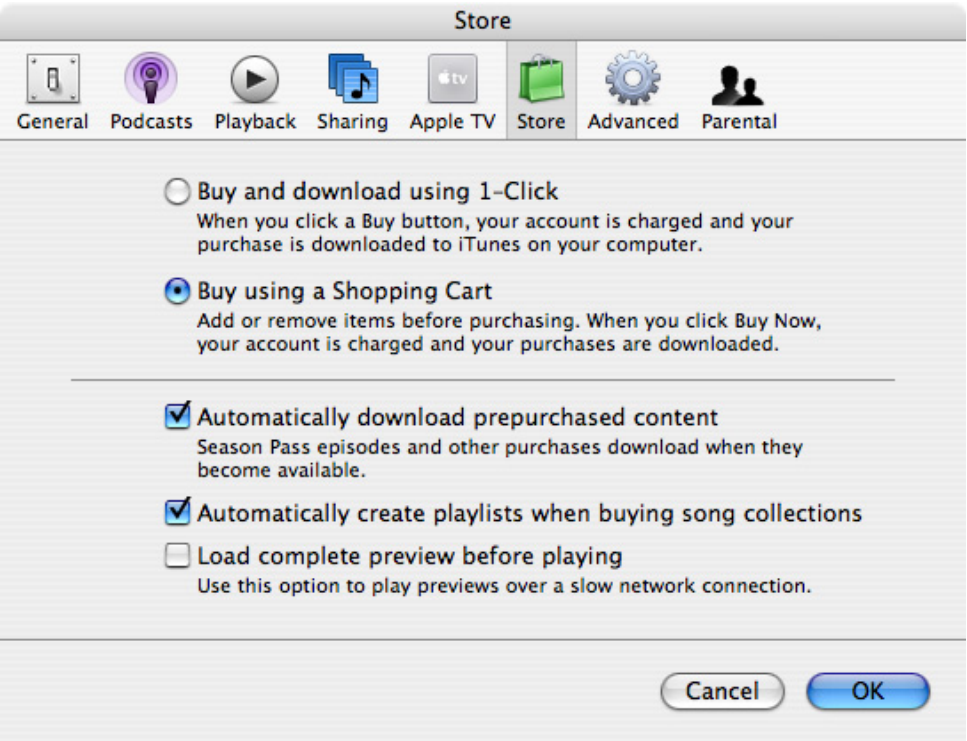 Store
tv
General Podcasts Playback Sharing Apple TV Store Advanced Parental
Buy and download using 1-Click
When you click a Buy button, your account is charged and your
purchase is downloaded to iTunes on your computer.
Buy using a Shopping Cart
Add or remove items before purchasing. When you click Buy Now,
your account is charged and your purchases are downloaded.
Automatically download prepurchased content
Season Pass episodes and other purchases download when they
become available.
Automatically create playlists when buying song collections
Load complete preview before playing
Use this option to play previews over a slow network connection.
Cancel OK